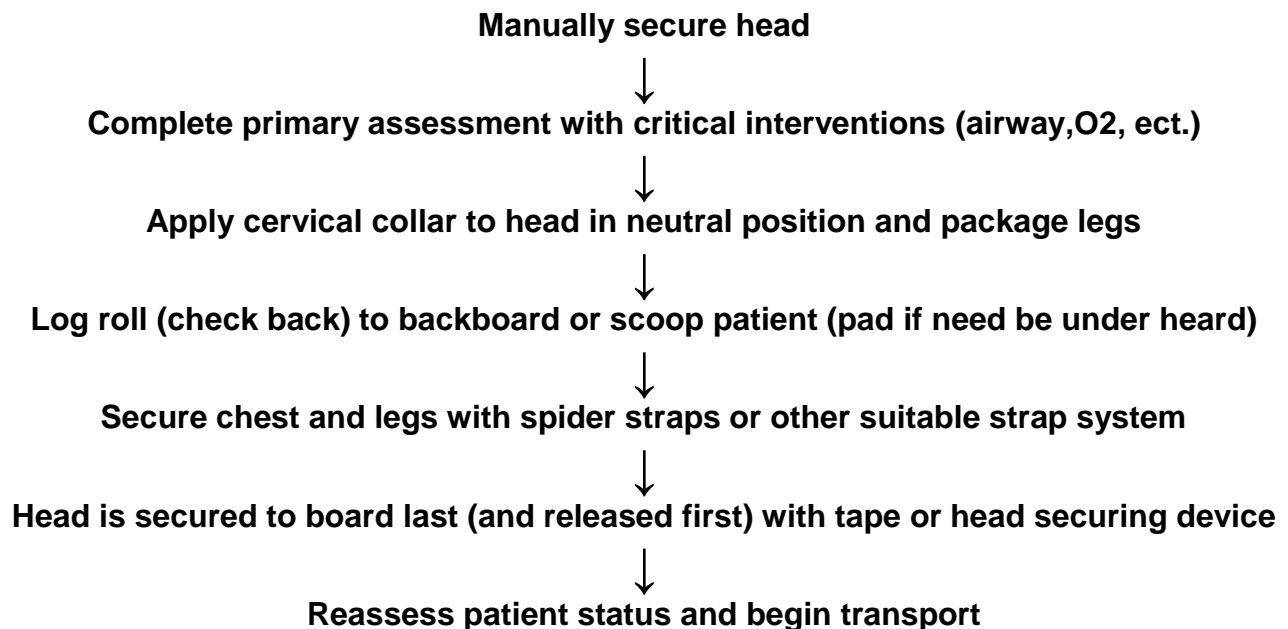 Manually secure head
Complete primary assessment with critical interventions (airway,O2, ect.)
Apply cervical collar to head in neutral position and package legs
Log roll (check back) to backboard or scoop patient (pad if need be under heard)
Secure chest and legs with spider straps or other suitable strap system
Head is secured to board last (and released first) with tape or head securing device
Reassess patient status and begin transport